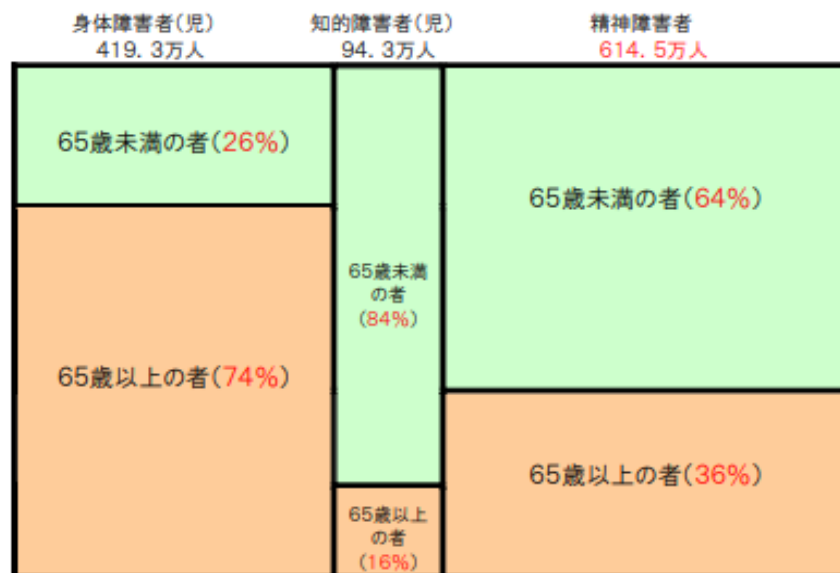 身体障害者(児)
419.3万人
知的障害者(児)
94.3万人
精神障害者
614.5万人
65歳未満の者(26%)
65歳以上の者(74%)
65歳未満
の者
(84%)
65歳以上
の者
(16%)
65歳未満の者(64%)
65歳以上の者(36%)